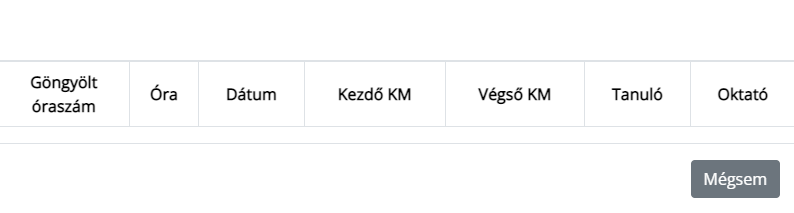 Göngyölt
óraszám
Óra
Dátum
Kezdő KM
Végső KM
Tanuló
Oktató
Mégsem